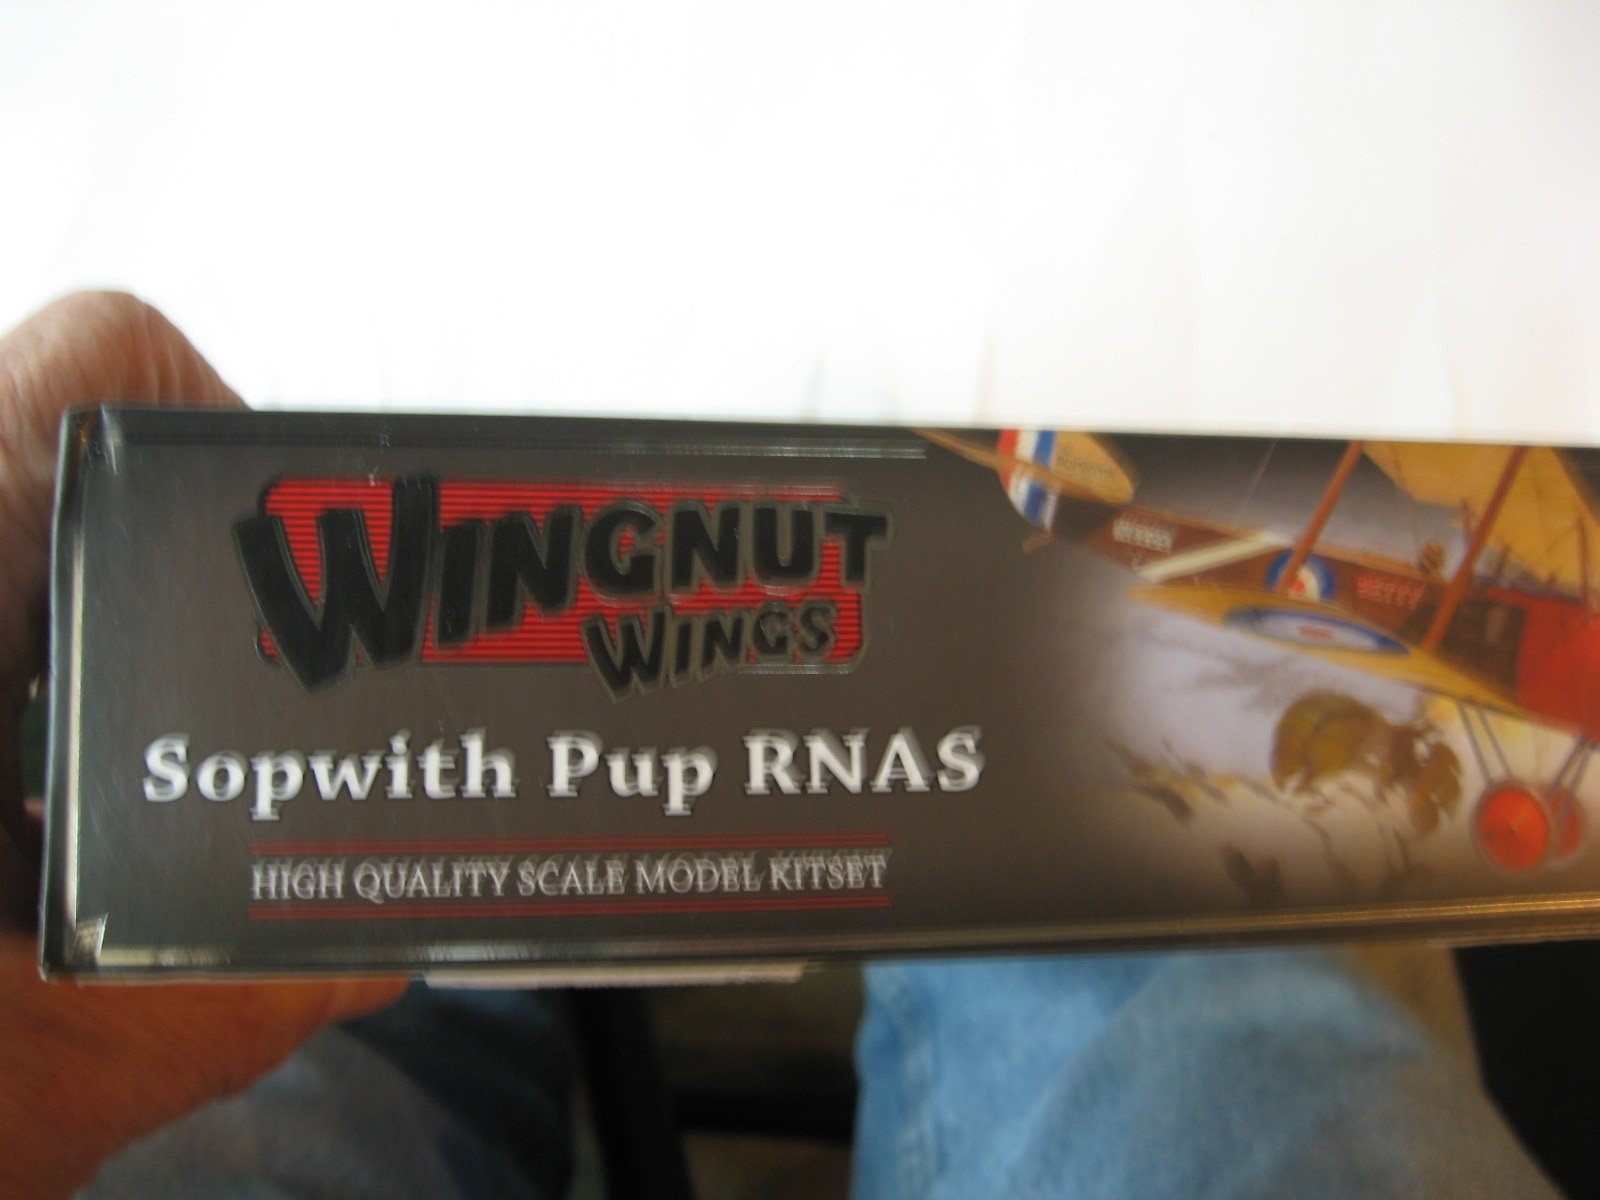 WINGNUT
WINGS
Sopwith Pup RNAS
HIGH QUALITY SCALE MODEL KITSET